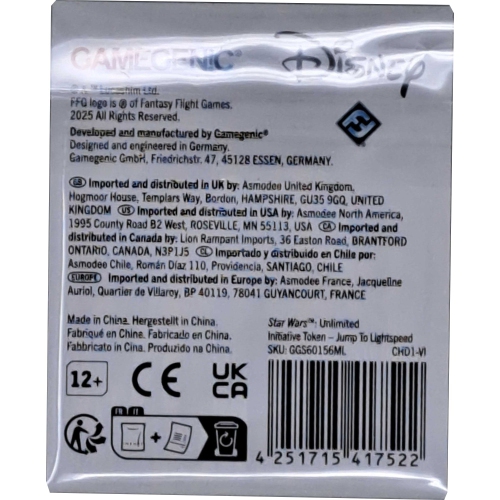 GAMEGENIC®
Disney
© & ™ Lucasfilm Ltd.
FFG logo is ® of Fantasy Flight Games.
2025 All Rights Reserved.
Developed and manufactured by Gamegenic®
Designed and engineered in Germany.
Gamegenic GmbH, Friedrichstr. 47, 45128 ESSEN, GERMANY.
GB Imported and distributed in UK by: Asmodee United Kingdom,
Hogmoor House, Templars Way, Bordon, HAMPSHIRE, GU35 9GQ, UNITED
KINGDOM US Imported and distributed in USA by: Asmodee North America,
1995 County Road B2 West, ROSEVILLE, MN 55113, USA CA Imported and
distributed in Canada by: Lion Rampant Imports, 36 Easton Road, BRANTFORD
ONTARIO, CANADA, N3P1J5 CL Importado y distribuido en Chile por:
Asmodee Chile, Román Díaz 110, Providencia, SANTIAGO, CHILE
EUROPE Imported and distributed in Europe by: Asmodee France, Jacqueline
Auriol, Quartier de Villaroy, BP 40119, 78041 GUYANCOURT, FRANCE
Made in China. Hergestellt in China.
Fabriqué en Chine. Fabricado en China.
Fabbricato in Cina. Produzido na China.
Star Wars™: Unlimited
Initiative Token – Jump To Lightspeed
SKU: GGS60156ML CHD1-VI
12+ CE UK
CA
FR IT
+
4 251715 417522